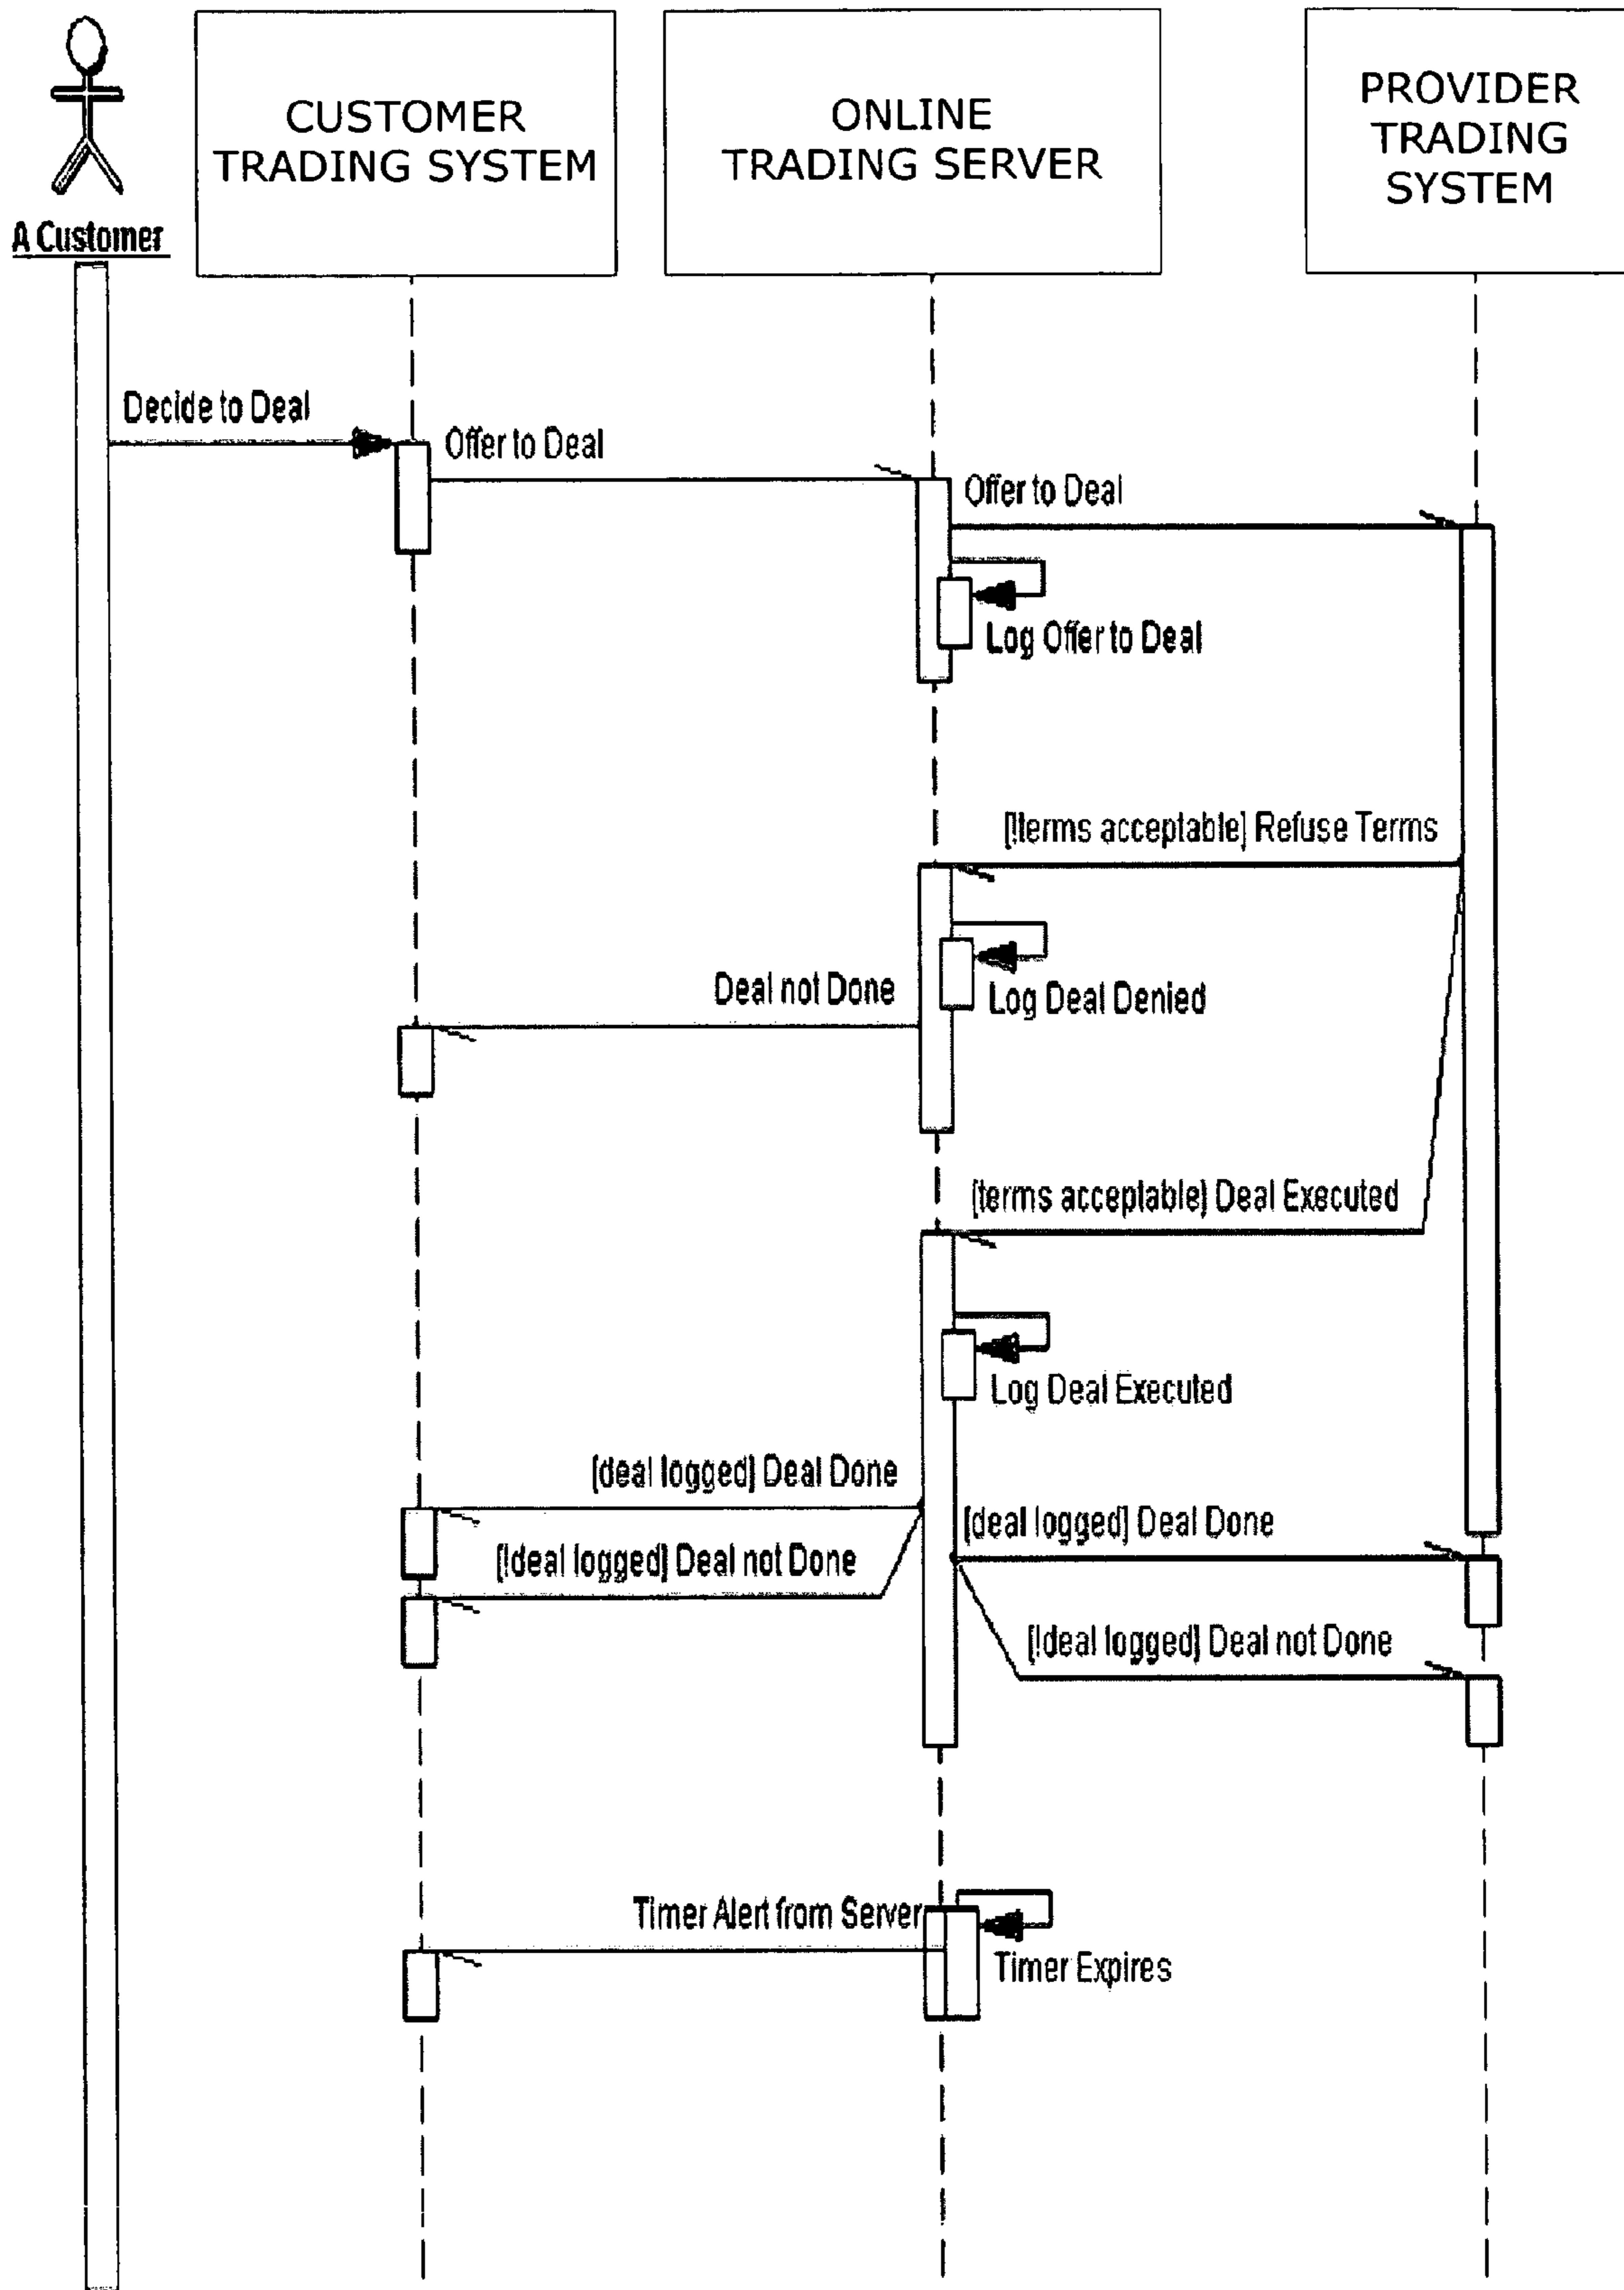 CUSTOMER
TRADING SYSTEM
ONLINE
TRADING SERVER
PROVIDER
TRADING
SYSTEM
A Customer
Decide to Deal
Offer to Deal
Offer to Deal
Log Offer to Deal
[!terms acceptable] Refuse Terms
Log Deal Denied
Deal not Done
[terms acceptable] Deal Executed
Log Deal Executed
[deal logged] Deal Done
[deal logged] Deal Done
[!deal logged] Deal not Done
[!deal logged] Deal not Done
Timer Alert from Server
Timer Expires